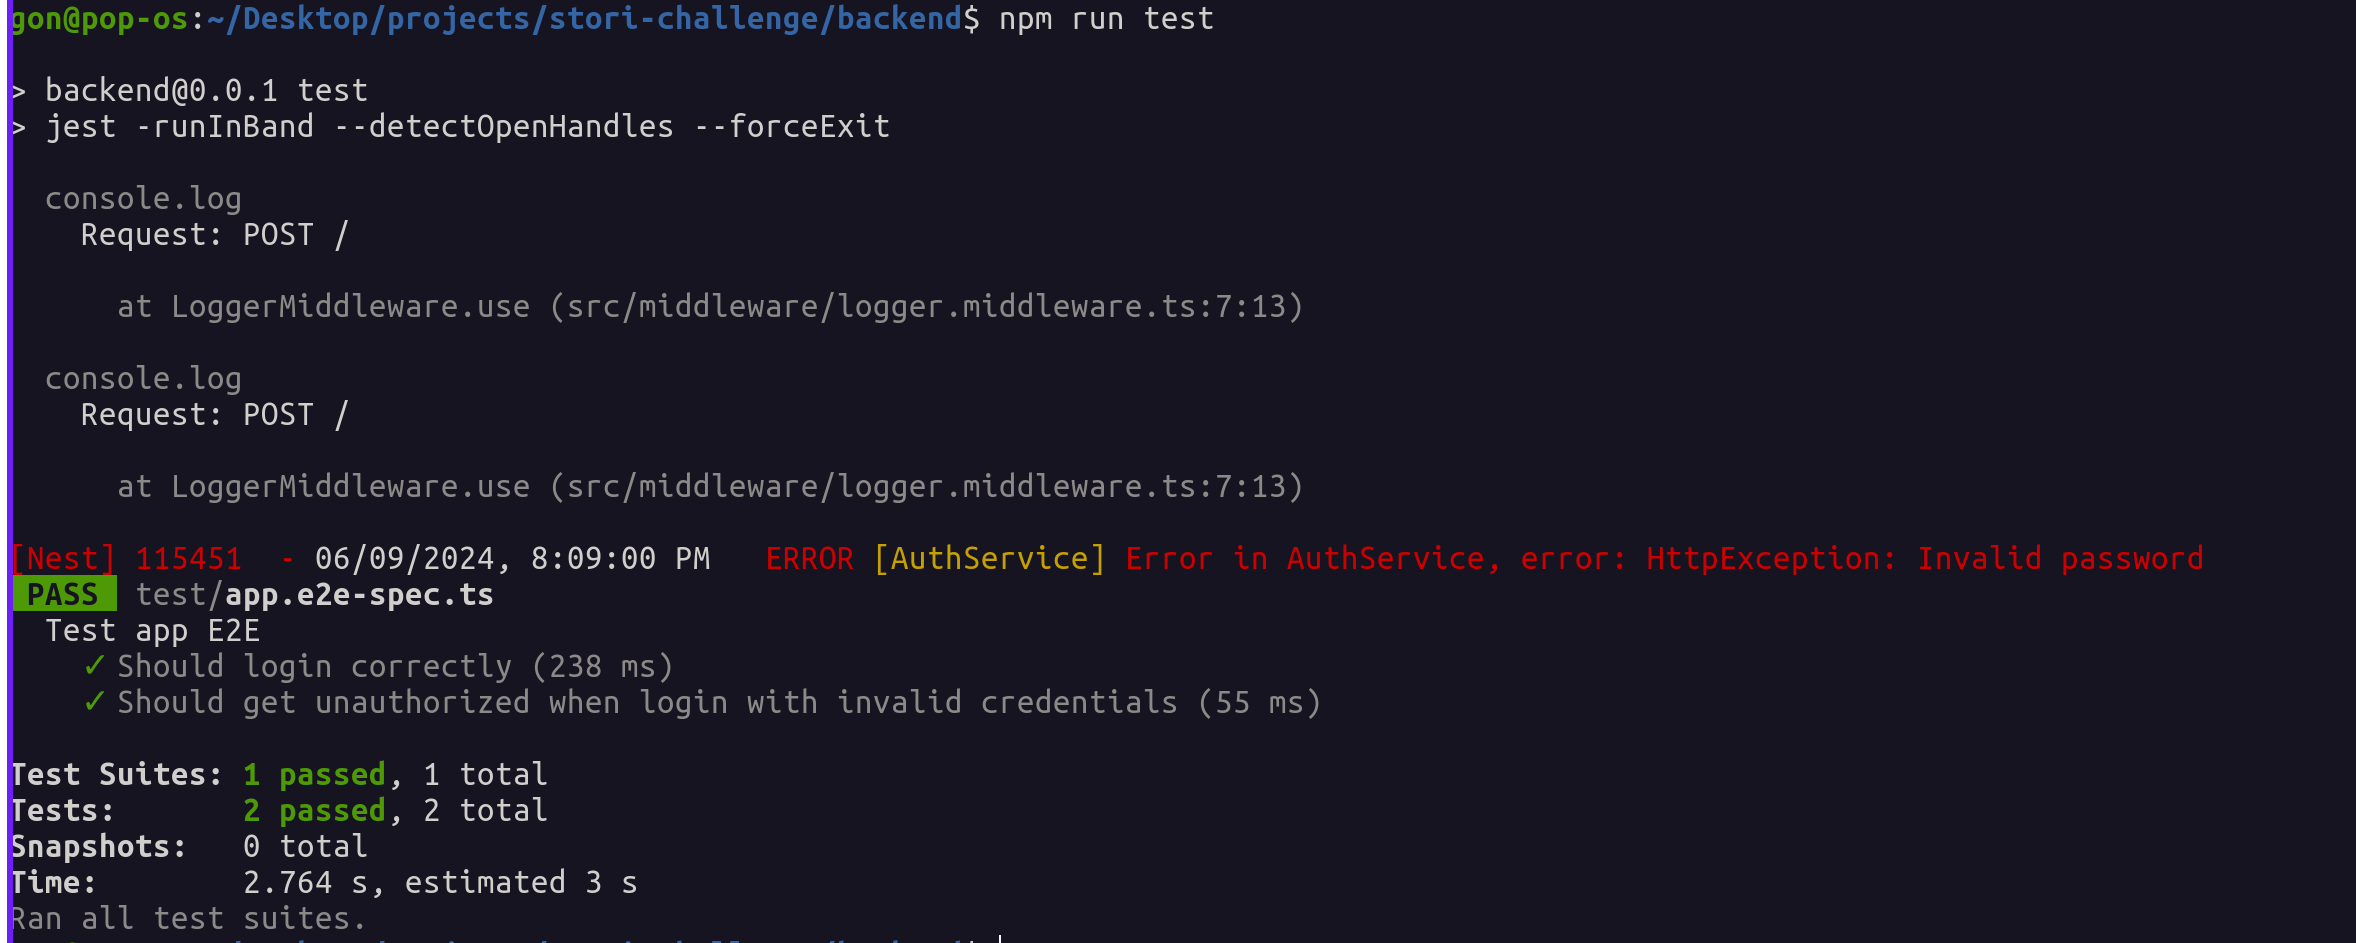 gon@pop-os:~/Desktop/projects/stori-challenge/backend$ npm run test
> backend@0.0.1 test
> jest -runInBand --detectOpenHandles --forceExit
console.log
Request: POST /
at LoggerMiddleware.use (src/middleware/logger.middleware.ts:7:13)
console.log
Request: POST /
at LoggerMiddleware.use (src/middleware/logger.middleware.ts:7:13)
[Nest] 115451  - 06/09/2024, 8:09:00 PM   ERROR [AuthService] Error in AuthService, error: HttpException: Invalid password
PASS test/app.e2e-spec.ts
Test app E2E
✓ Should login correctly (238 ms)
✓ Should get unauthorized when login with invalid credentials (55 ms)
Test Suites: 1 passed, 1 total
Tests:       2 passed, 2 total
Snapshots:   0 total
Time:        2.764 s, estimated 3 s
Ran all test suites.